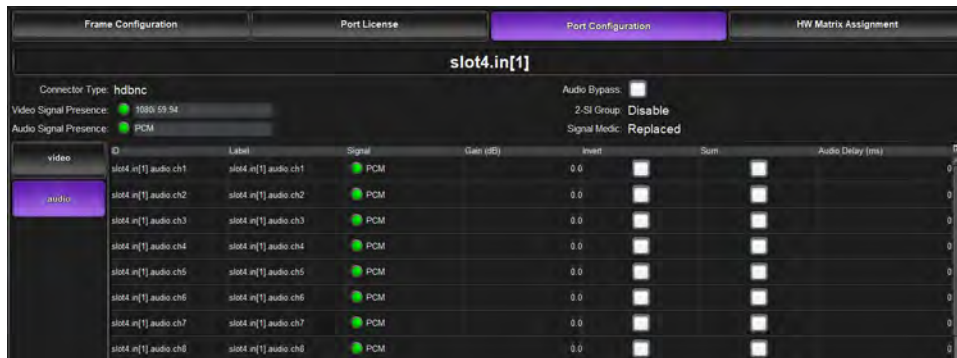 Frame Configuration Port License Port Configuration HW Matrix Assignment
slot4.in[1]
Connector Type: hdbnc Audio Bypass:
Video Signal Presence: 1080i 59.94 2-SI Group: Disable
Audio Signal Presence: PCM Signal Medic: Replaced
video ID Label Signal Gain (dB) Invert Sum Audio Delay (ms)
slot4.in[1].audio.ch1 slot4.in[1].audio.ch1 PCM 0.0 0
audio slot4.in[1].audio.ch2 slot4.in[1].audio.ch2 PCM 0.0 0
slot4.in[1].audio.ch3 slot4.in[1].audio.ch3 PCM 0.0 0
slot4.in[1].audio.ch4 slot4.in[1].audio.ch4 PCM 0.0 0
slot4.in[1].audio.ch5 slot4.in[1].audio.ch5 PCM 0.0 0
slot4.in[1].audio.ch6 slot4.in[1].audio.ch6 PCM 0.0 0
slot4.in[1].audio.ch7 slot4.in[1].audio.ch7 PCM 0.0 0
slot4.in[1].audio.ch8 slot4.in[1].audio.ch8 PCM 0.0 0